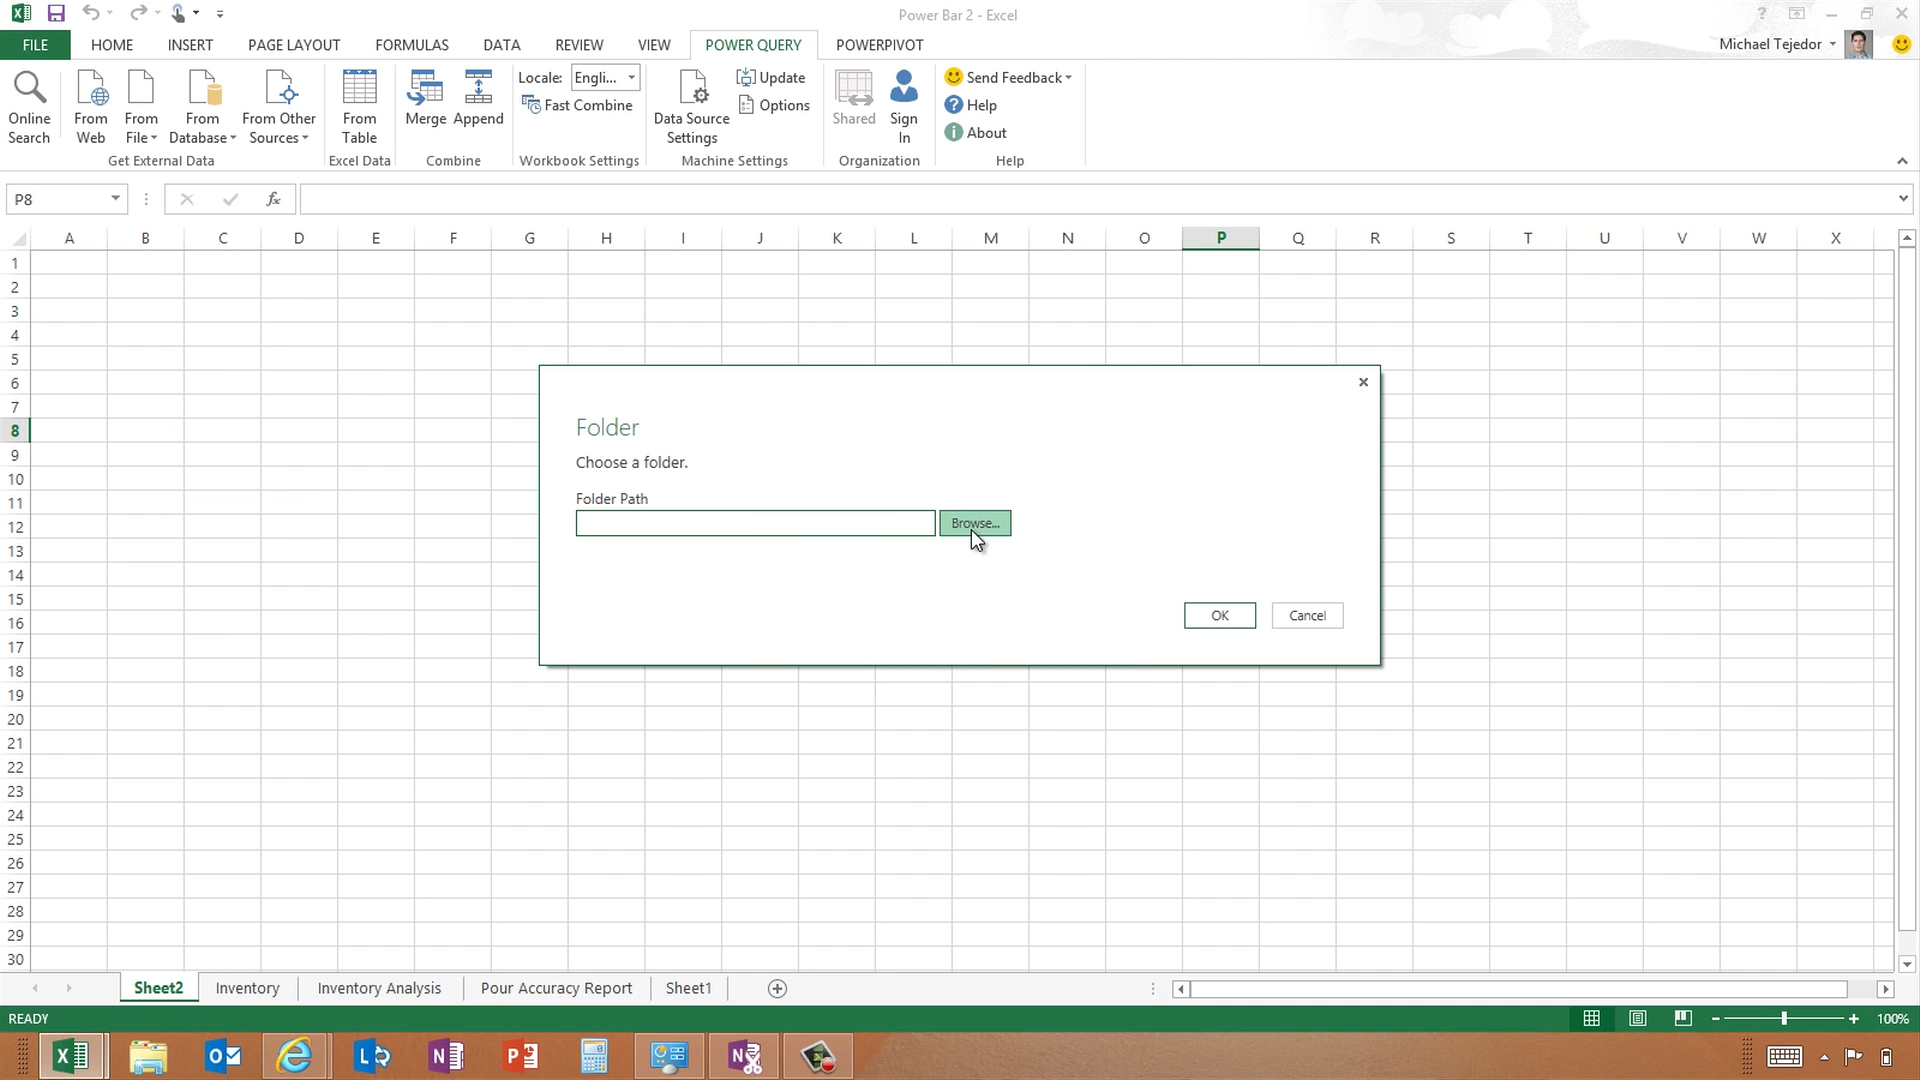 Power Bar 2 - Excel
FILE HOME INSERT PAGE LAYOUT FORMULAS DATA REVIEW VIEW POWER QUERY POWERPIVOT
Michael Tejedor
Online Search
From Web
From File
From Database
From Other Sources
Get External Data
From Table
Excel Data
Merge
Append
Combine
Locale: Engli...
Fast Combine
Workbook Settings
Data Source Settings
Update
Options
Machine Settings
Shared
Sign In
Organization
Send Feedback
? Help
i About
Help
P8
fx
A B C D E F G H I J K L M N O P Q R S T U V W X
1
2
3
4
5
6
7
8
9
10
11
12
13
14
15
16
17
18
19
20
21
22
23
24
25
26
27
28
29
30
Folder
Choose a folder.
Folder Path
Browse...
OK Cancel
Sheet2 Inventory Inventory Analysis Pour Accuracy Report Sheet1
READY
100%